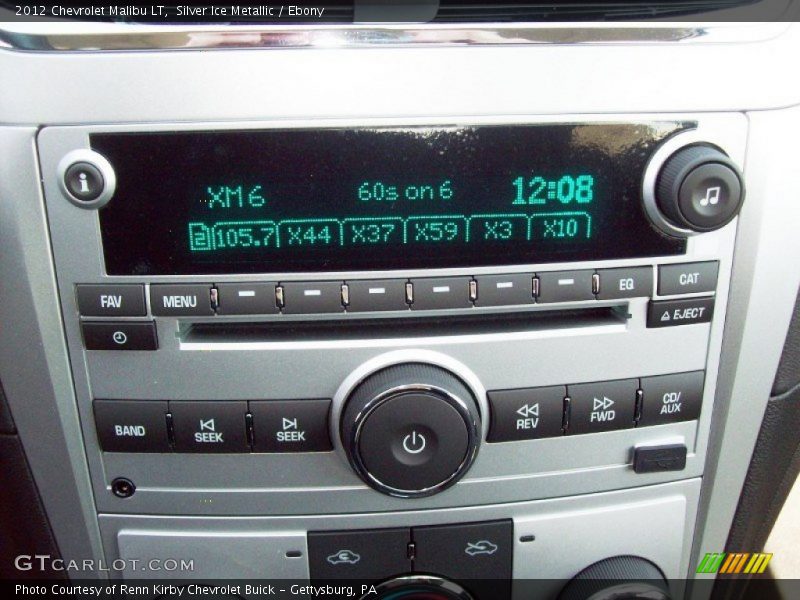 2012 Chevrolet Malibu LT, Silver Ice Metallic / Ebony
i
XM 6 60s on 6 12:08
2 105.7 X44 X37 X59 X3 X10
FAV MENU EQ CAT
EJECT
BAND SEEK SEEK REV FWD CD/AUX
GTCARLOT.COM
Photo Courtesy of Renn Kirby Chevrolet Buick - Gettysburg, PA